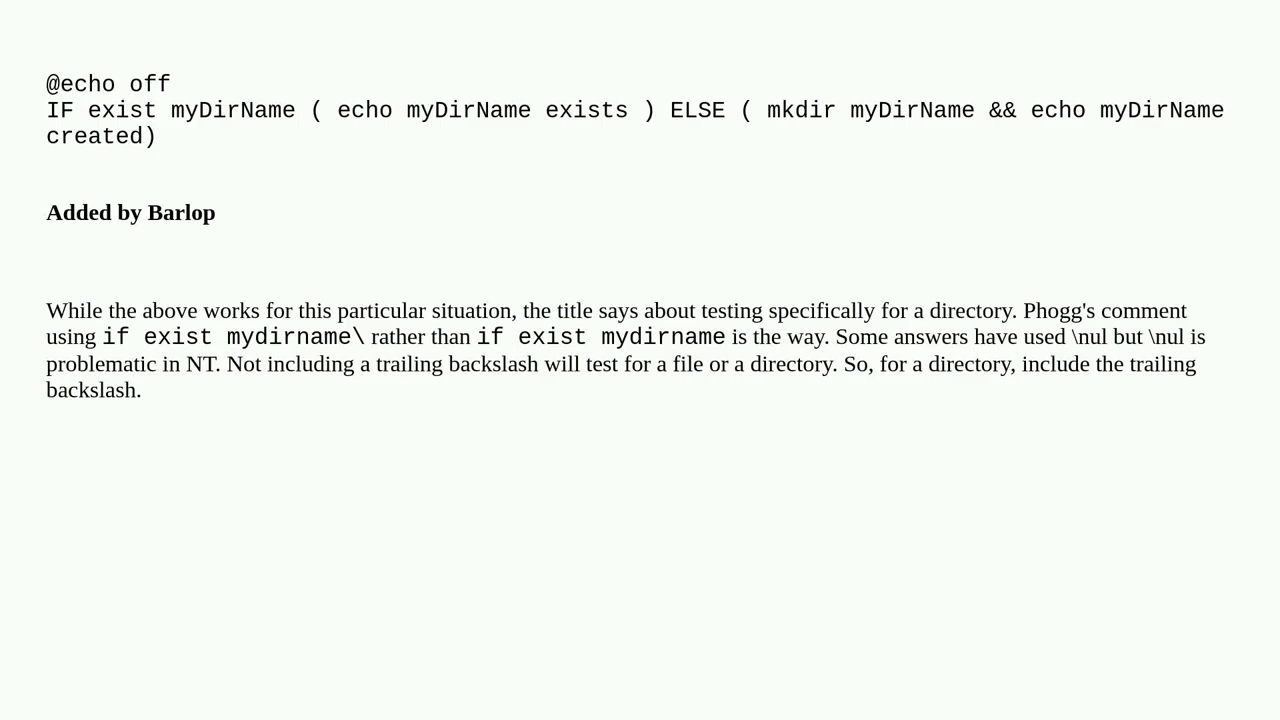 @echo off
IF exist myDirName ( echo myDirName exists ) ELSE ( mkdir myDirName && echo myDirName
created)
Added by Barlop
While the above works for this particular situation, the title says about testing specifically for a directory. Phogg's comment
using if exist mydirname\ rather than if exist mydirname is the way. Some answers have used \nul but \nul is
problematic in NT. Not including a trailing backslash will test for a file or a directory. So, for a directory, include the trailing
backslash.